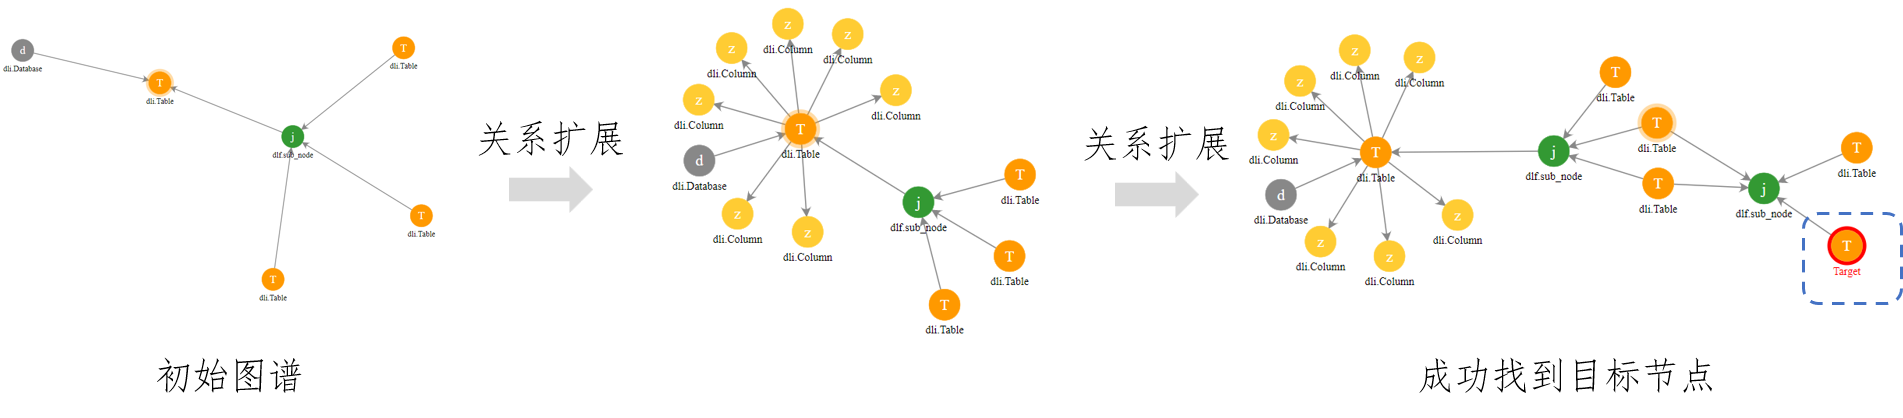 d
dli.Database
T
dli.Table
j
dlf.sub_node
T
dli.Table
T
dli.Table
T
dli.Table
初始图谱
关系扩展
z
dli.Column
z
dli.Column
z
dli.Column
z
dli.Column
z
dli.Column
T
dli.Table
d
dli.Database
z
dli.Column
z
dli.Column
j
dlf.sub_node
T
dli.Table
T
dli.Table
T
dli.Table
关系扩展
z
dli.Column
z
dli.Column
z
dli.Column
z
dli.Column
T
dli.Table
d
dli.Database
z
dli.Column
z
dli.Column
z
dli.Column
j
dlf.sub_node
T
dli.Table
T
dli.Table
T
dli.Table
j
dlf.sub_node
T
dli.Table
T
Target
成功找到目标节点